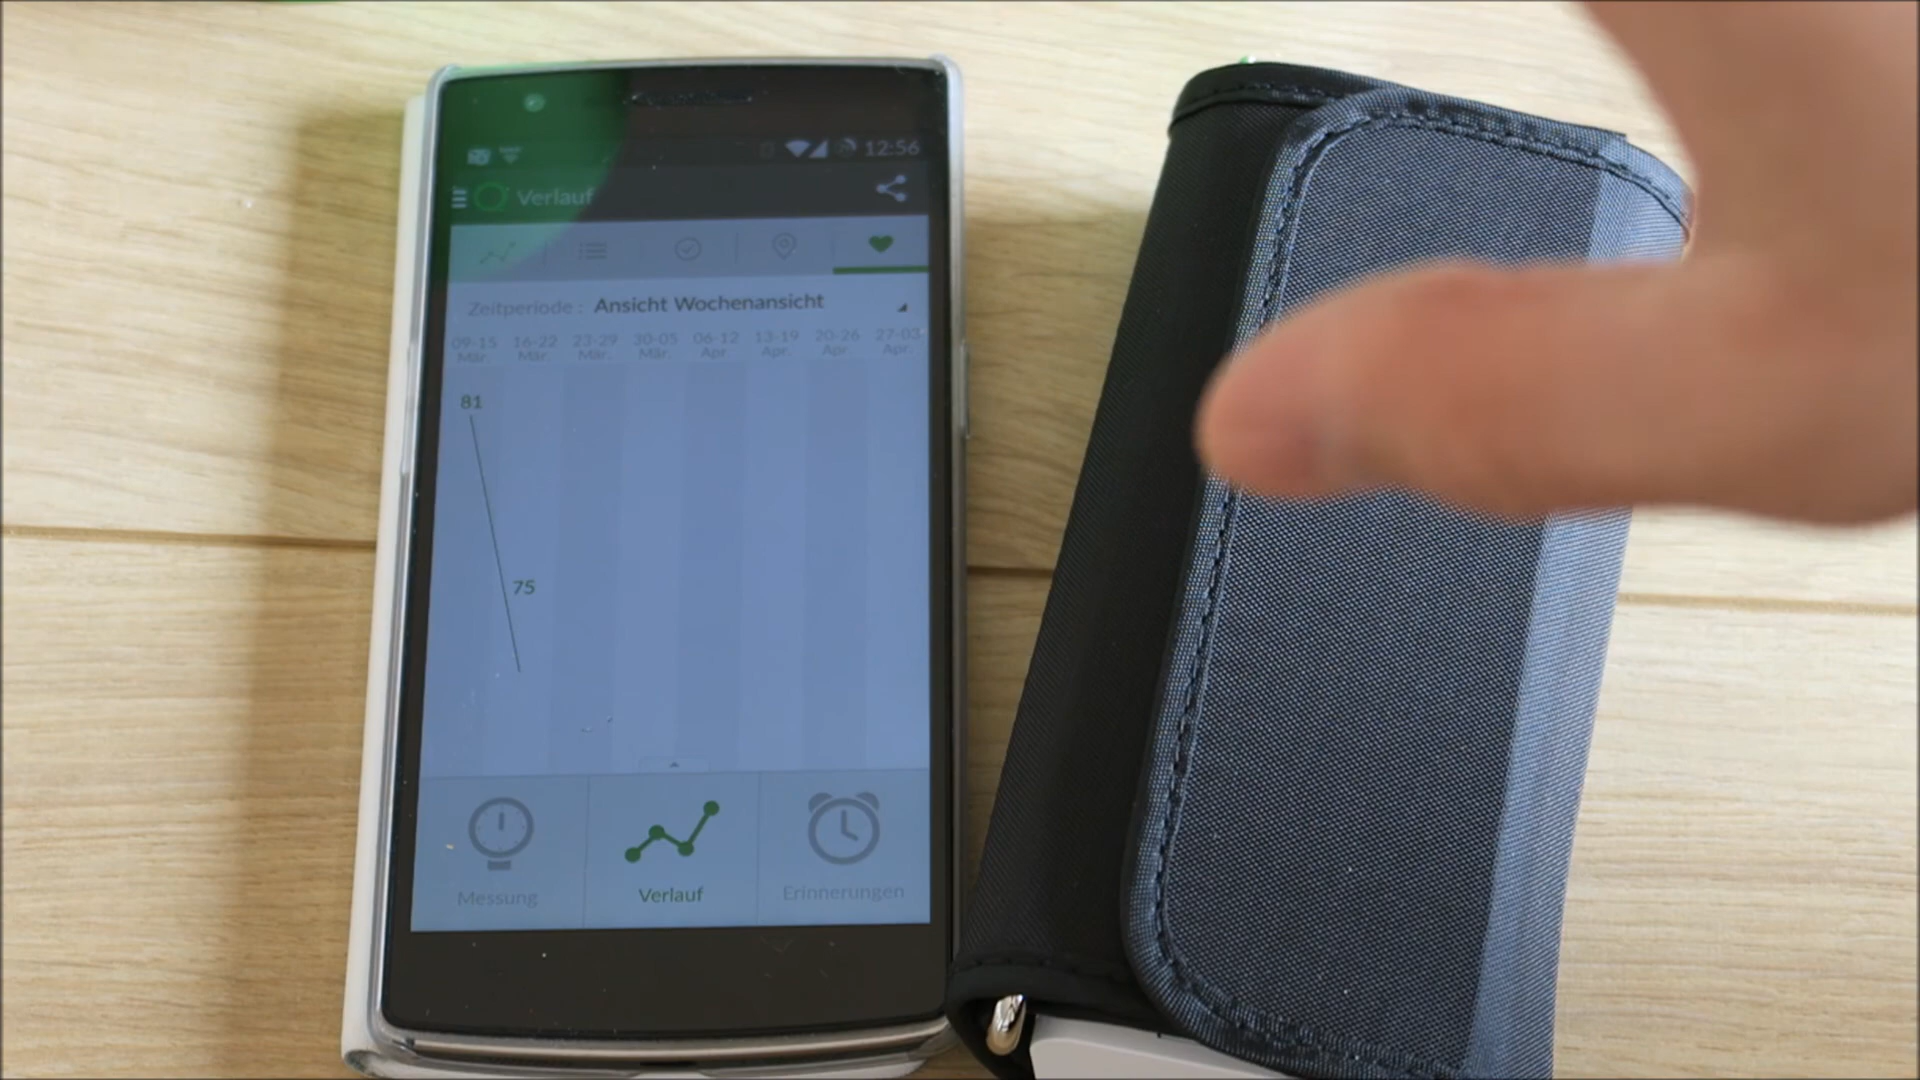 12:56
Verlauf
Zeitperiode : Ansicht Wochenansicht
09-15 16-22 23-29 30-05 06-12 13-19 20-26 27-03
Mär. Mär. Mär. Mär. Apr. Apr. Apr. Apr.
81
75
Messung Verlauf Erinnerungen